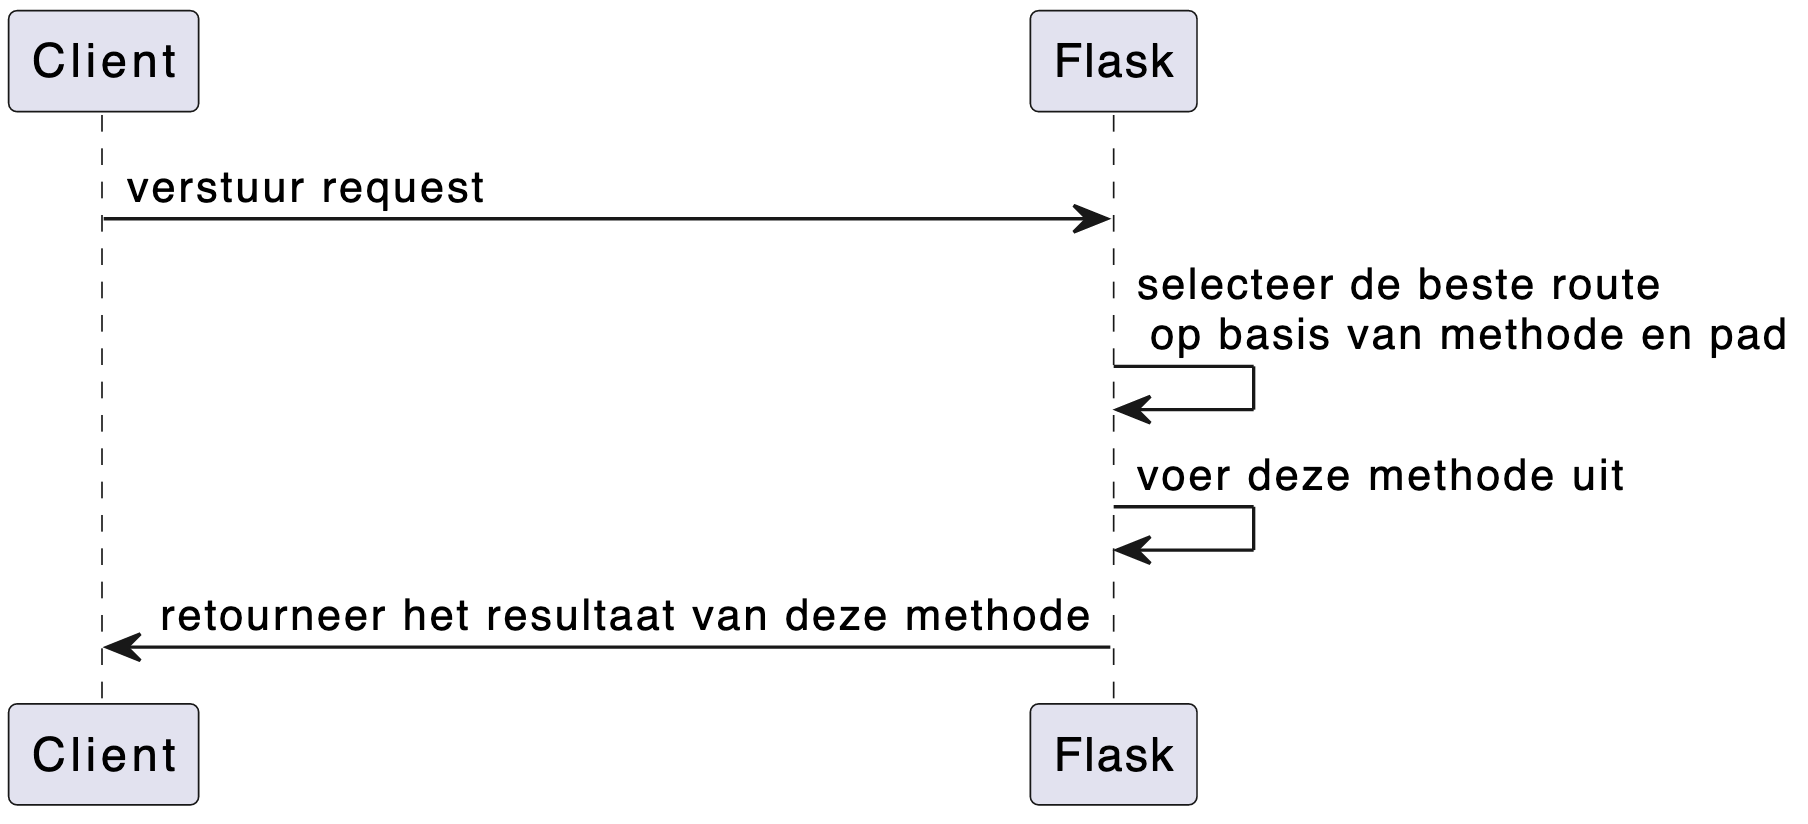 Client
Flask
verstuur request
selecteer de beste route
op basis van methode en pad
voer deze methode uit
retourneer het resultaat van deze methode
Client
Flask